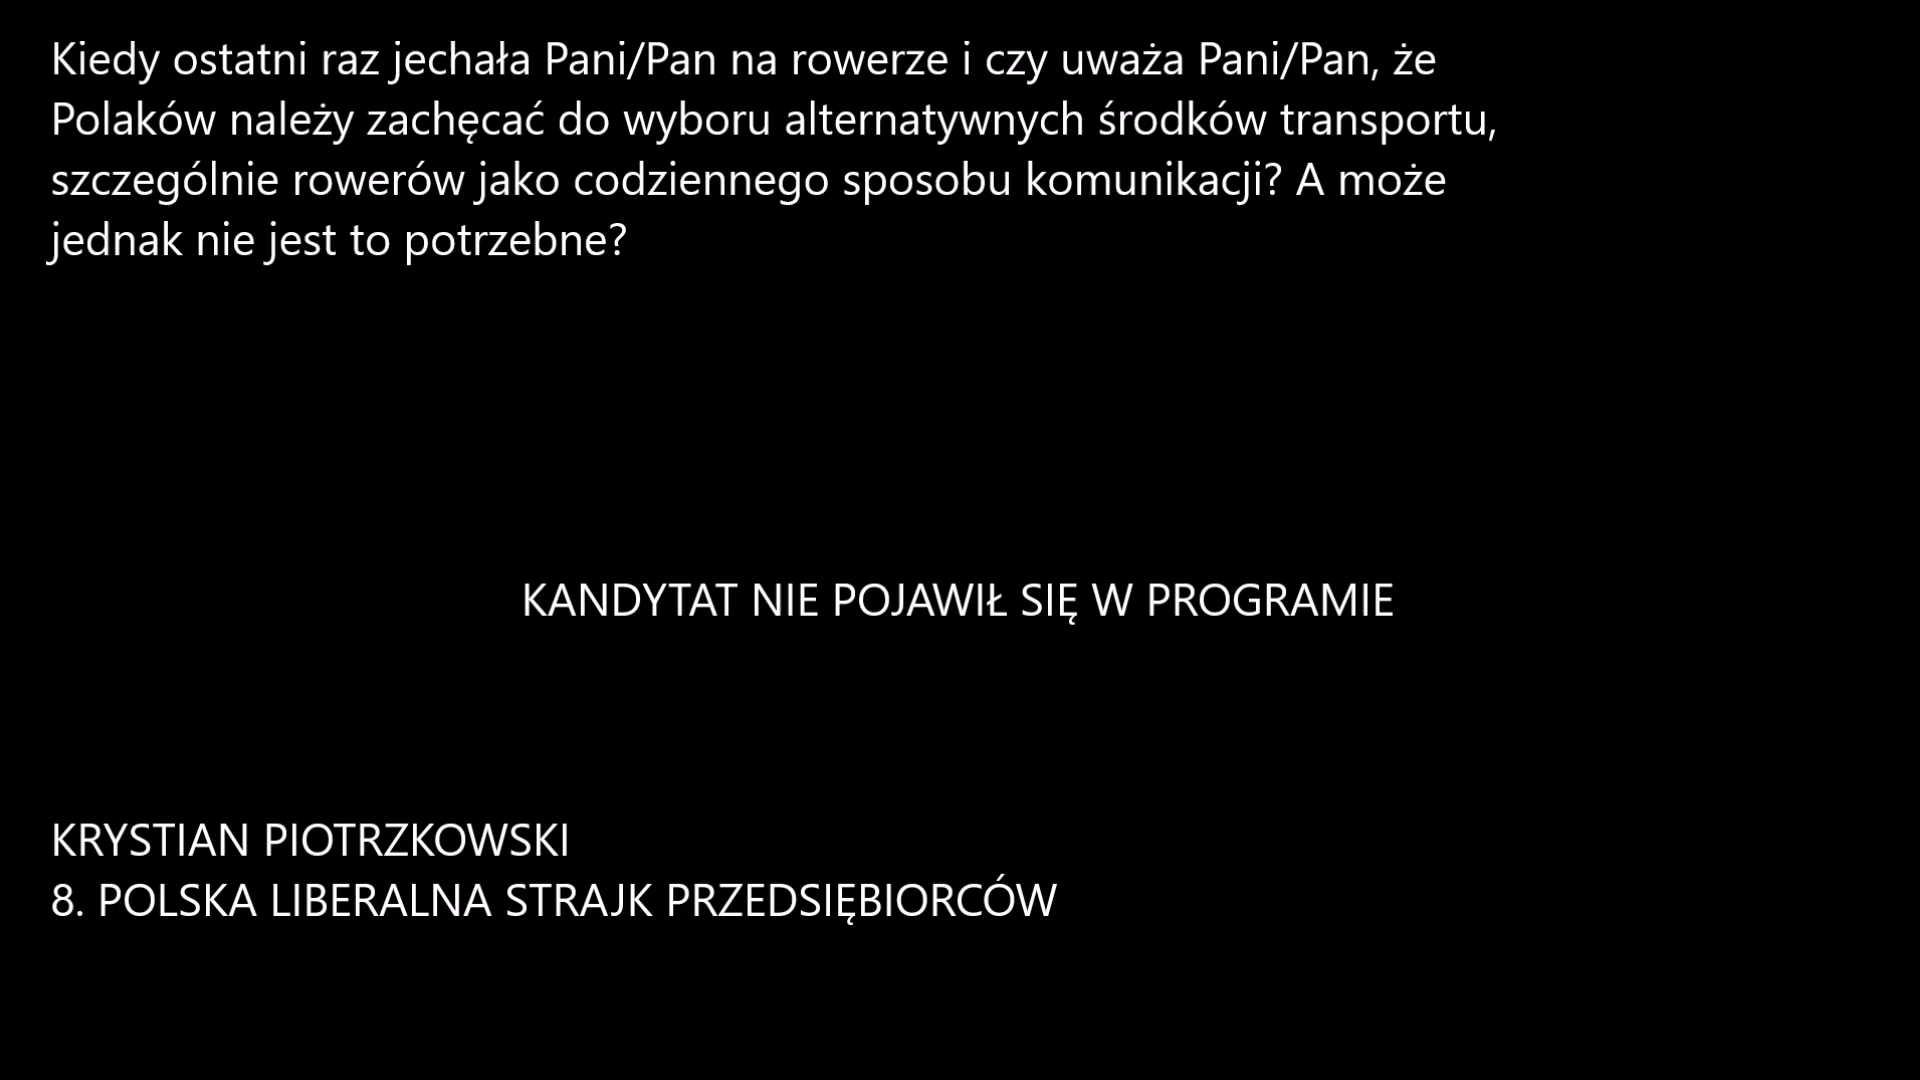 Kiedy ostatni raz jechała Pani/Pan na rowerze i czy uważa Pani/Pan, że
Polaków należy zachęcać do wyboru alternatywnych środków transportu,
szczególnie rowerów jako codziennego sposobu komunikacji? A może
jednak nie jest to potrzebne?
KANDYTAT NIE POJAWIŁ SIĘ W PROGRAMIE
KRYSTIAN PIOTRZKOWSKI
8. POLSKA LIBERALNA STRAJK PRZEDSIĘBIORCÓW